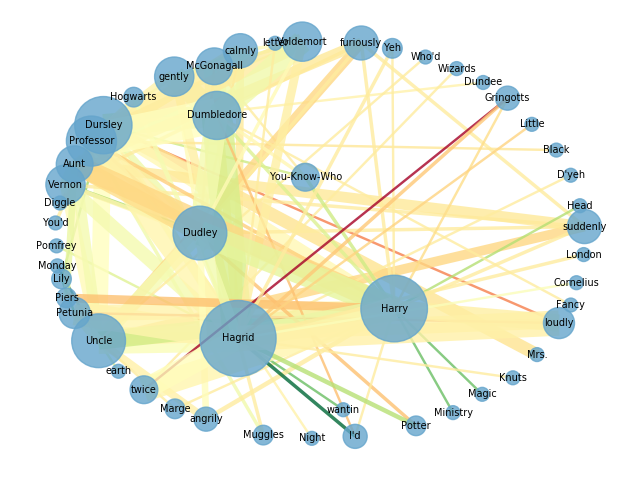 letter
Voldemort
furiously
Yeh
calmly
Who'd
McGonagall
Wizards
gently
Dundee
Hogwarts
Gringotts
Dumbledore
Dursley
Little
Professor
Black
Aunt
You-Know-Who
D'yeh
Vernon
Diggle
Head
You'd
suddenly
Dudley
Pomfrey
London
Monday
Lily
Cornelius
Piers
Fancy
Harry
Petunia
loudly
Hagrid
Uncle
Mrs.
earth
Knuts
twice
Magic
Marge
wantin
Ministry
angrily
Potter
Muggles
Night
I'd